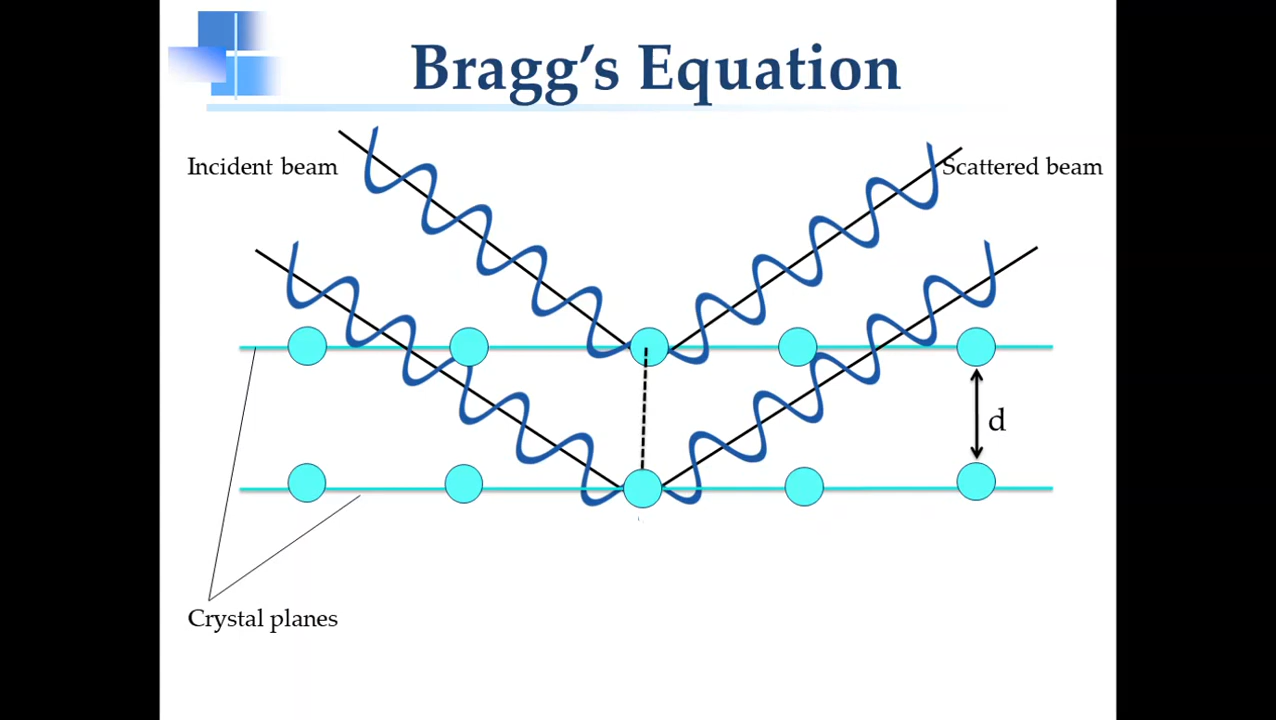 Bragg’s Equation
Incident beam
Scattered beam
d
Crystal planes